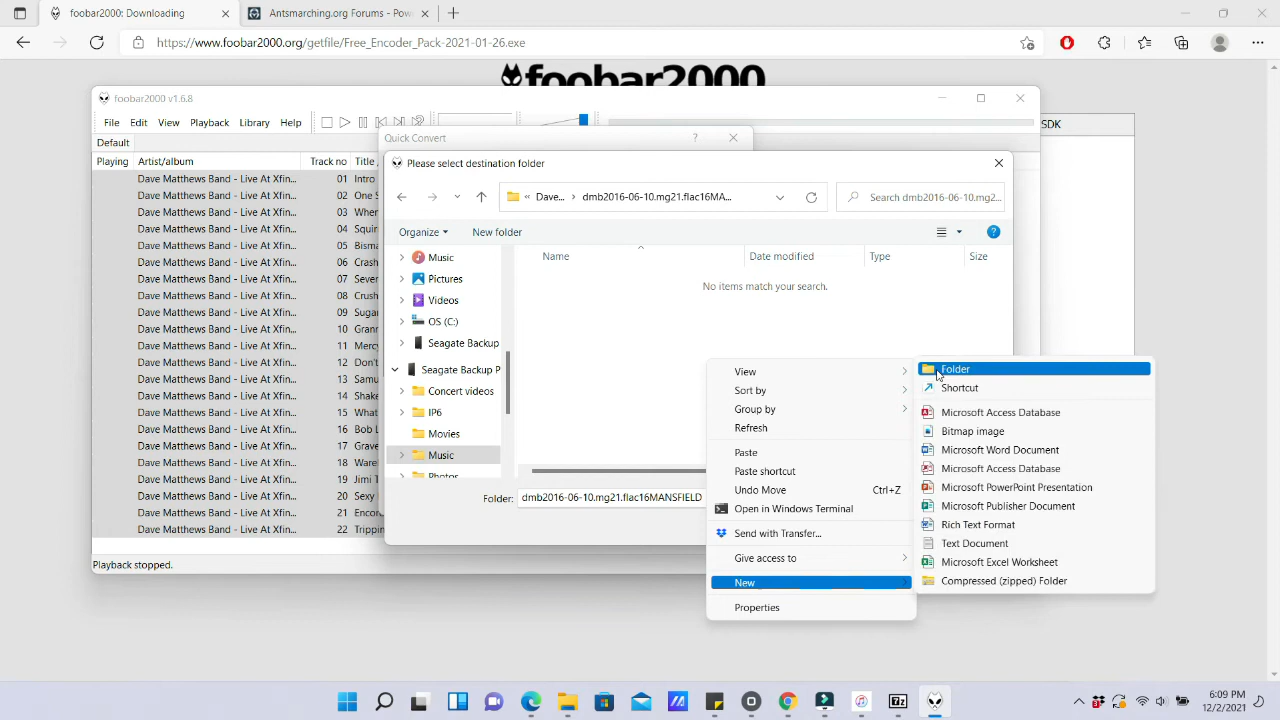 foobar2000: Downloading
Antsmarching.org Forums - Pow
https://www.foobar2000.org/getfile/Free_Encoder_Pack-2021-01-26.exe
foobar2000
foobar2000 v1.6.8
File Edit View Playback Library Help
SDK
Default
Playing Artist/album Track no Title
Dave Matthews Band - Live At Xfin... 01 Intro
Dave Matthews Band - Live At Xfin... 02 One S
Dave Matthews Band - Live At Xfin... 03 Wher
Dave Matthews Band - Live At Xfin... 04 Squir
Dave Matthews Band - Live At Xfin... 05 Bisma
Dave Matthews Band - Live At Xfin... 06 Crash
Dave Matthews Band - Live At Xfin... 07 Sever
Dave Matthews Band - Live At Xfin... 08 Crush
Dave Matthews Band - Live At Xfin... 09 Sugar
Dave Matthews Band - Live At Xfin... 10 Grann
Dave Matthews Band - Live At Xfin... 11 Mercy
Dave Matthews Band - Live At Xfin... 12 Don't
Dave Matthews Band - Live At Xfin... 13 Samu
Dave Matthews Band - Live At Xfin... 14 Shake
Dave Matthews Band - Live At Xfin... 15 What
Dave Matthews Band - Live At Xfin... 16 Bob L
Dave Matthews Band - Live At Xfin... 17 Grave
Dave Matthews Band - Live At Xfin... 18 Ware
Dave Matthews Band - Live At Xfin... 19 Jimi T
Dave Matthews Band - Live At Xfin... 20 Sexy
Dave Matthews Band - Live At Xfin... 21 Encor
Dave Matthews Band - Live At Xfin... 22 Trippin
Playback stopped.
Quick Convert
?
Please select destination folder
« Dave... › dmb2016-06-10.mg21.flac16MA...
Search dmb2016-06-10.mg2...
Organize New folder
Name Date modified Type Size
No items match your search.
Music
Pictures
Videos
OS (C:)
Seagate Backup
Seagate Backup P
Concert videos
IP6
Movies
Music
Photos
Folder: dmb2016-06-10.mg21.flac16MANSFIELD
View
Sort by
Group by
Refresh
Paste
Paste shortcut
Undo Move Ctrl+Z
Open in Windows Terminal
Send with Transfer...
Give access to
New
Properties
Folder
Shortcut
Microsoft Access Database
Bitmap image
Microsoft Word Document
Microsoft Access Database
Microsoft PowerPoint Presentation
Microsoft Publisher Document
Rich Text Format
Text Document
Microsoft Excel Worksheet
Compressed (zipped) Folder
6:09 PM
12/2/2021